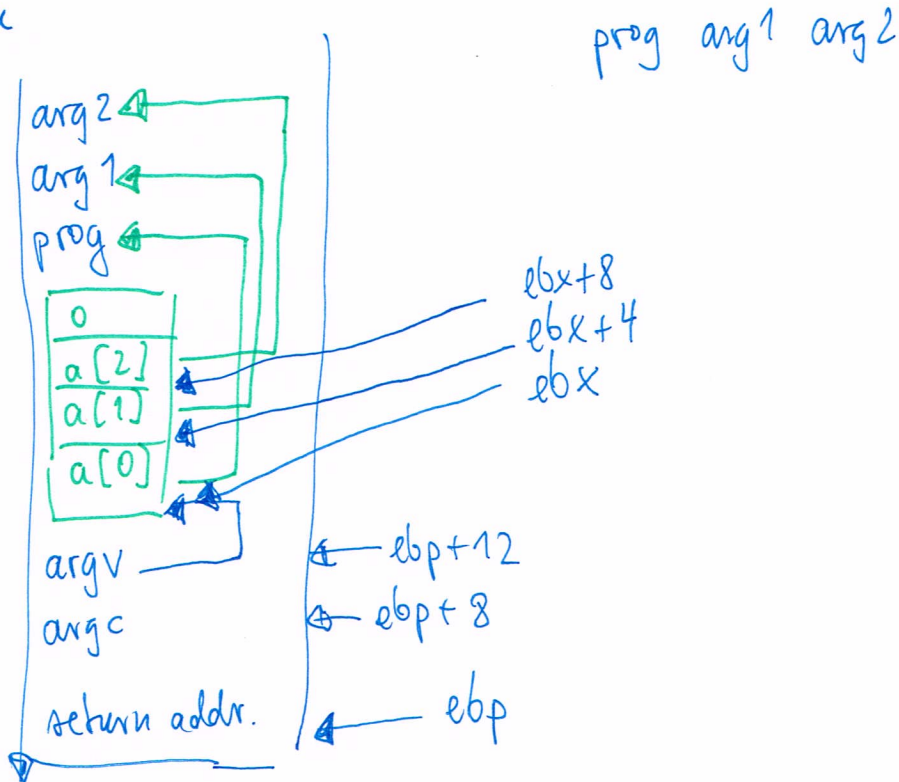 prog arg1 arg2
arg2
arg1
prog
0
a[2]
a[1]
a[0]
ebx+8
ebx+4
ebx
argv
ebp+12
argc
ebp+8
return addr.
ebp